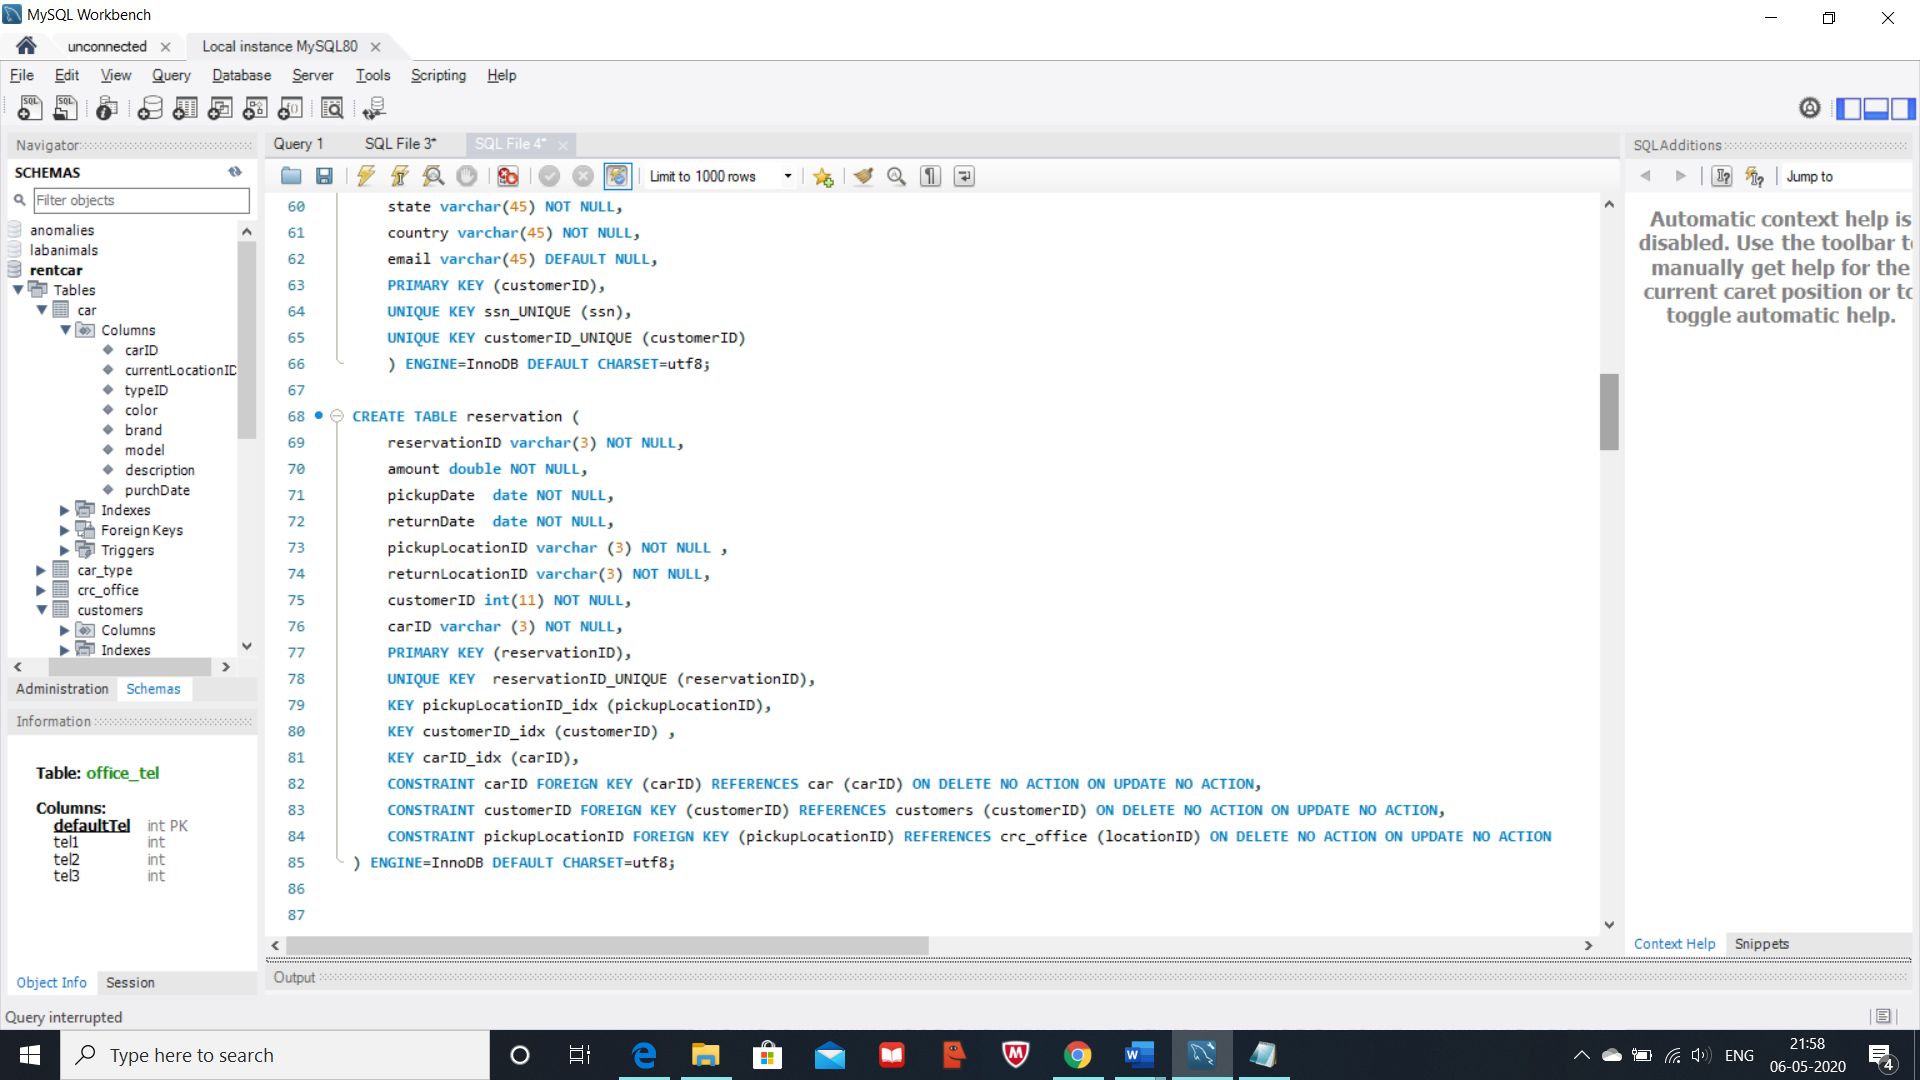 MySQL Workbench
unconnected
Local instance MySQL80
File Edit View Query Database Server Tools Scripting Help
Navigator
SCHEMAS
Filter objects
anomalies
labanimals
rentcar
Tables
car
Columns
carID
currentLocationID
typeID
color
brand
model
description
purchDate
Indexes
Foreign Keys
Triggers
car_type
crc_office
customers
Columns
Indexes
Administration Schemas
Information
Table: office_tel
Columns:
defaultTel int PK
tel1 int
tel2 int
tel3 int
Object Info Session
Query interrupted
Query 1 SQL File 3* SQL File 4*
Limit to 1000 rows
60 state varchar(45) NOT NULL,
61 country varchar(45) NOT NULL,
62 email varchar(45) DEFAULT NULL,
63 PRIMARY KEY (customerID),
64 UNIQUE KEY ssn_UNIQUE (ssn),
65 UNIQUE KEY customerID_UNIQUE (customerID)
66 ) ENGINE=InnoDB DEFAULT CHARSET=utf8;
67
68 CREATE TABLE reservation (
69 reservationID varchar(3) NOT NULL,
70 amount double NOT NULL,
71 pickupDate  date NOT NULL,
72 returnDate  date NOT NULL,
73 pickupLocationID varchar (3) NOT NULL ,
74 returnLocationID varchar(3) NOT NULL,
75 customerID int(11) NOT NULL,
76 carID varchar (3) NOT NULL,
77 PRIMARY KEY (reservationID),
78 UNIQUE KEY  reservationID_UNIQUE (reservationID),
79 KEY pickupLocationID_idx (pickupLocationID),
80 KEY customerID_idx (customerID) ,
81 KEY carID_idx (carID),
82 CONSTRAINT carID FOREIGN KEY (carID) REFERENCES car (carID) ON DELETE NO ACTION ON UPDATE NO ACTION,
83 CONSTRAINT customerID FOREIGN KEY (customerID) REFERENCES customers (customerID) ON DELETE NO ACTION ON UPDATE NO ACTION,
84 CONSTRAINT pickupLocationID FOREIGN KEY (pickupLocationID) REFERENCES crc_office (locationID) ON DELETE NO ACTION ON UPDATE NO ACTION
85 ) ENGINE=InnoDB DEFAULT CHARSET=utf8;
86
87
Output
SQLAdditions
Jump to
Automatic context help is
disabled. Use the toolbar t
manually get help for the
current caret position or to
toggle automatic help.
Context Help Snippets
Type here to search
ENG
21:58
06-05-2020
4